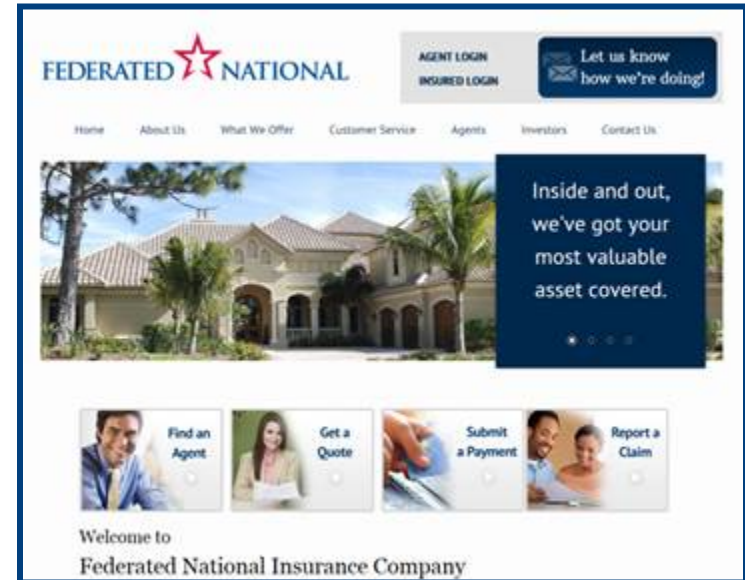 FEDERATED NATIONAL
AGENT LOGIN
INSURED LOGIN
Let us know
how we're doing!
Home About Us What We Offer Customer Service Agents Investors Contact Us
Inside and out,
we've got your
most valuable
asset covered.
Find an
Agent
Get a
Quote
Submit
a Payment
Report a
Claim
Welcome to
Federated National Insurance Company